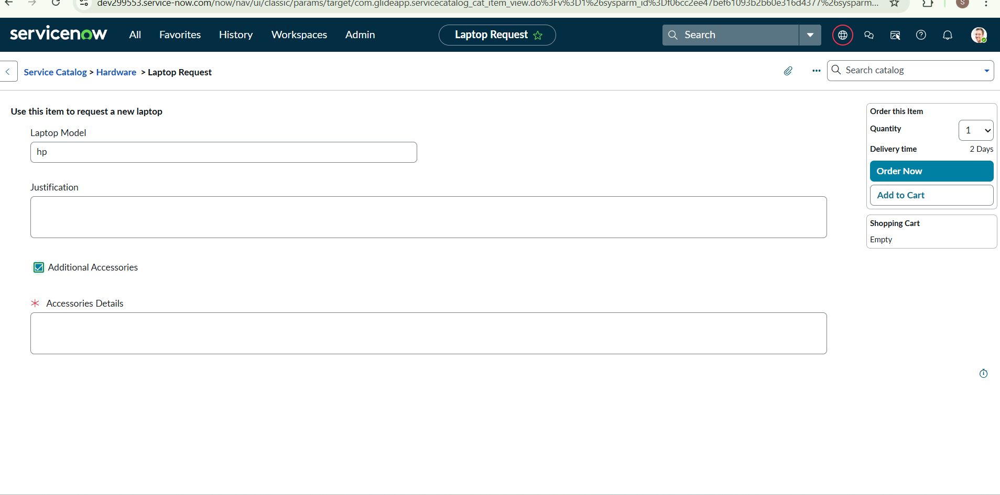 dev299553.service-now.com/now/nav/ui/classic/params/target/com.glideapp.servicecatalog_cat_item_view.do%3Fv%3D1%26sysparm_id%3Df06cc2ee47bef61093b2b60e316d4377%26sysparm...
S
servicenow All Favorites History Workspaces Admin Laptop Request Search
Service Catalog > Hardware > Laptop Request
Search catalog
Use this item to request a new laptop
Laptop Model
hp
Justification
Additional Accessories
* Accessories Details
Order this Item
Quantity 1
Delivery time 2 Days
Order Now
Add to Cart
Shopping Cart
Empty